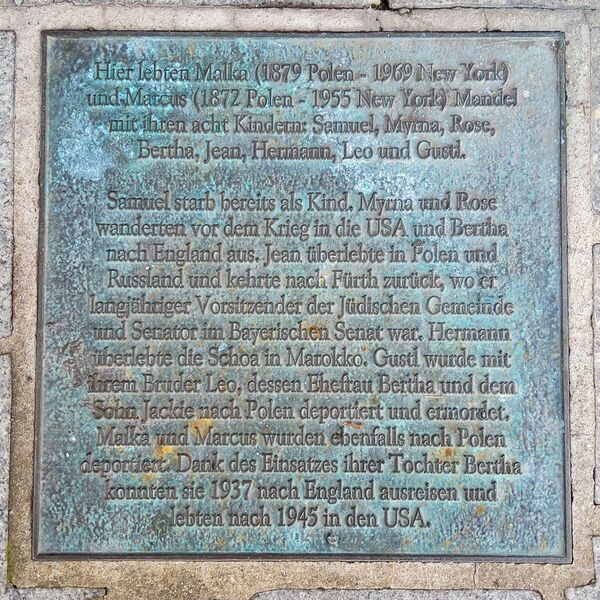 Hier lebten Malka (1879 Polen - 1969 New York)
und Marcus (1872 Polen - 1955 New York) Mandel
mit ihren acht Kindern: Samuel, Myrna, Rose,
Bertha, Jean, Hermann, Leo und Gustl.
Samuel starb bereits als Kind. Myrna und Rose
wanderten vor dem Krieg in die USA und Bertha
nach England aus. Jean überlebte in Polen und
Russland und kehrte nach Fürth zurück, wo er
langjähriger Vorsitzender der Jüdischen Gemeinde
und Senator im Bayerischen Senat war. Hermann
überlebte die Schoa in Marokko. Gustl wurde mit
ihrem Bruder Leo, dessen Ehefrau Bertha und dem
Sohn Jackie nach Polen deportiert und ermordet.
Malka und Marcus wurden ebenfalls nach Polen
deportiert. Dank des Einsatzes ihrer Tochter Bertha
konnten sie 1937 nach England ausreisen und
lebten nach 1945 in den USA.